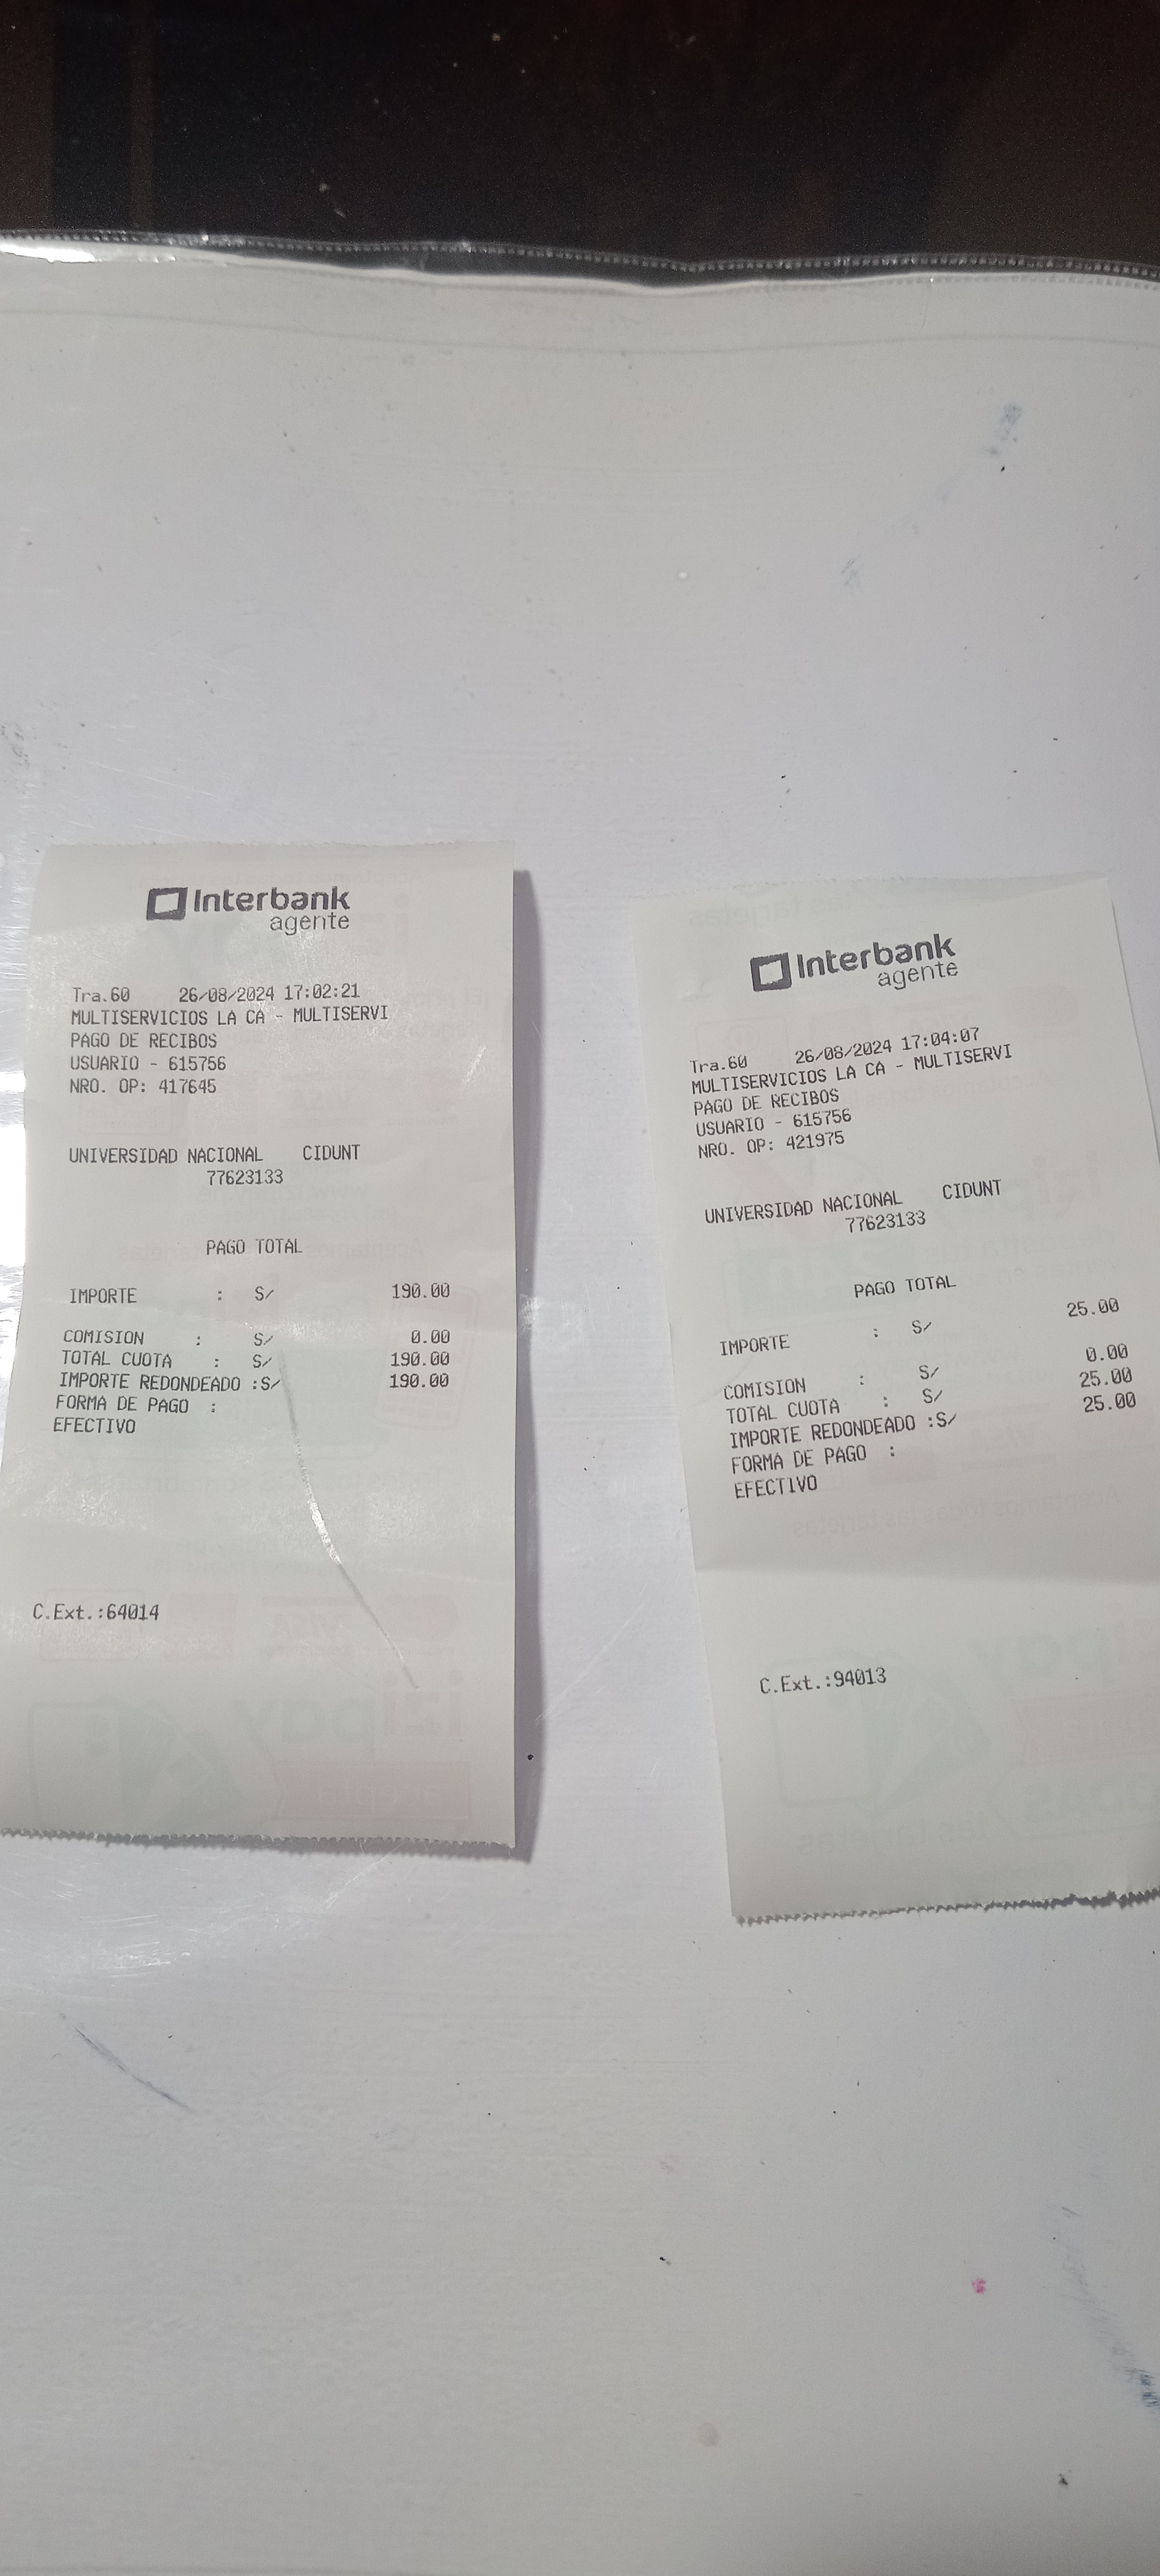 Interbank
agente
Tra.60 26/08/2024 17:02:21
MULTISERVICIOS LA CA - MULTISERVI
PAGO DE RECIBOS
USUARIO - 615756
NRO. OP: 417645
UNIVERSIDAD NACIONAL CIDUNT
77623133
PAGO TOTAL
IMPORTE : S/ 190.00
COMISION : S/ 0.00
TOTAL CUOTA : S/ 190.00
IMPORTE REDONDEADO :S/ 190.00
FORMA DE PAGO :
EFECTIVO
C.Ext.:64014
Interbank
agente
Tra.60 26/08/2024 17:04:07
MULTISERVICIOS LA CA - MULTISERVI
PAGO DE RECIBOS
USUARIO - 615756
NRO. OP: 421975
UNIVERSIDAD NACIONAL CIDUNT
77623133
PAGO TOTAL
IMPORTE : S/ 25.00
COMISION : S/ 0.00
TOTAL CUOTA : S/ 25.00
IMPORTE REDONDEADO :S/ 25.00
FORMA DE PAGO :
EFECTIVO
C.Ext.:94013